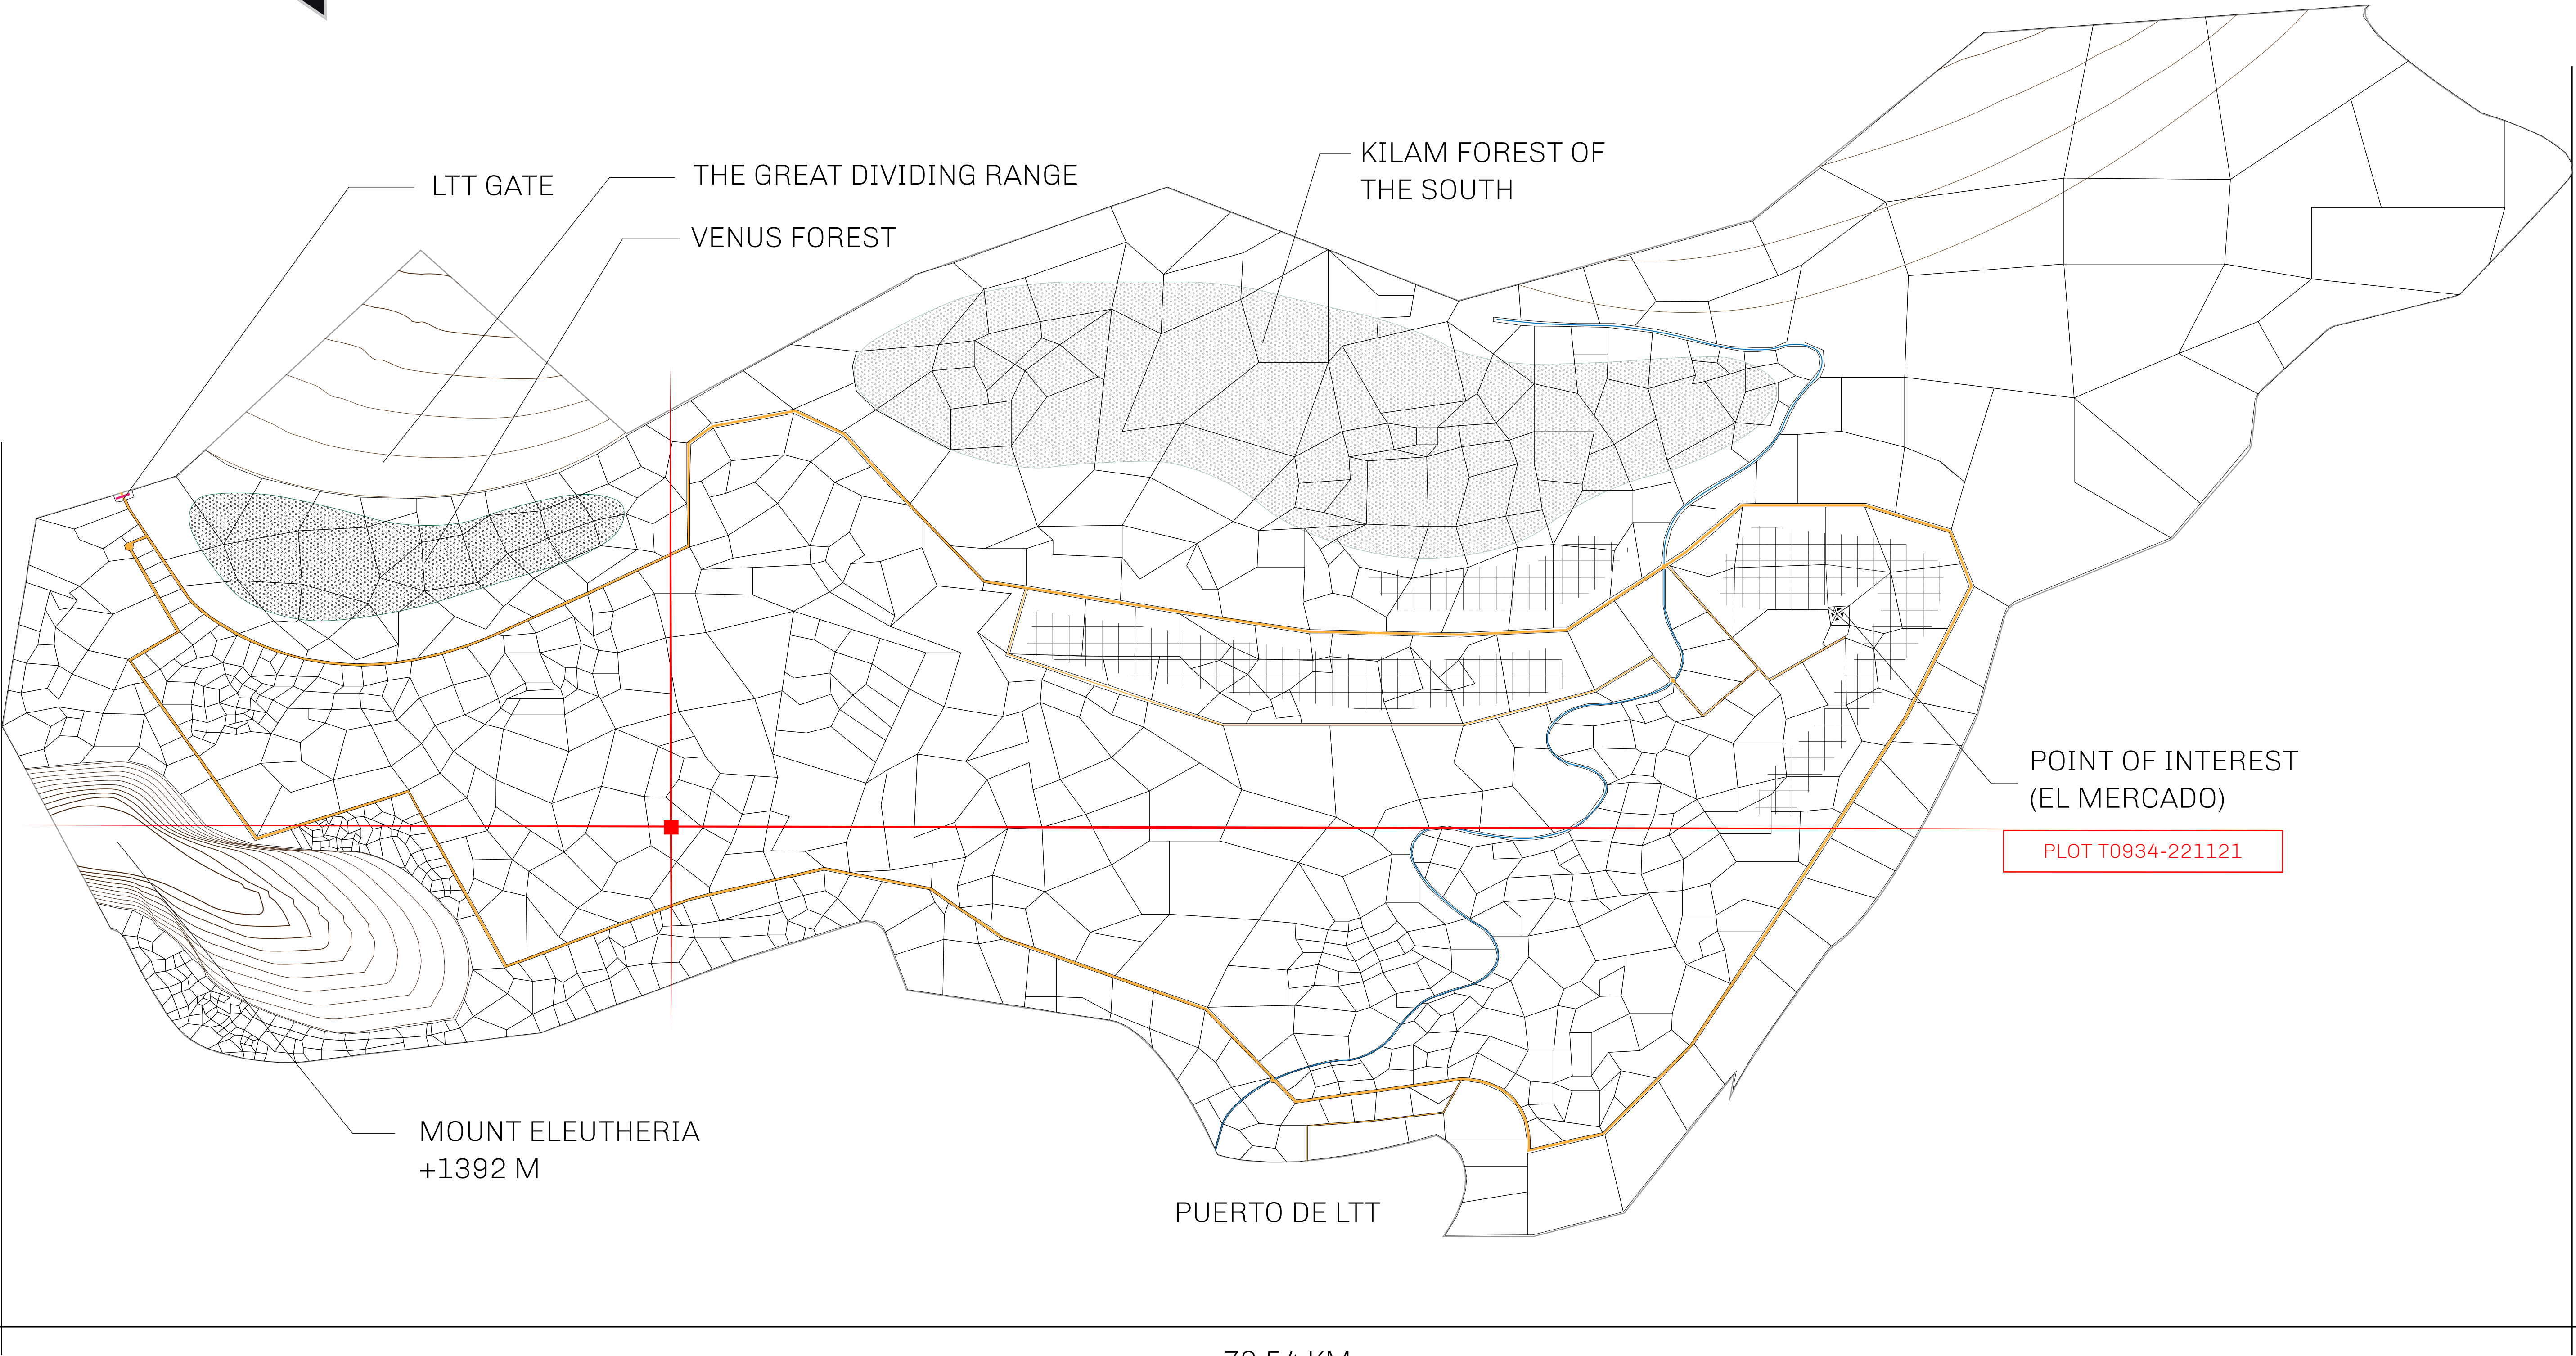 KILAM FOREST OF
THE SOUTH
LTT GATE
THE GREAT DIVIDING RANGE
VENUS FOREST
POINT OF INTEREST
(EL MERCADO)
PLOT T0934-221121
MOUNT ELEUTHERIA
+1392 M
PUERTO DE LTT
KM